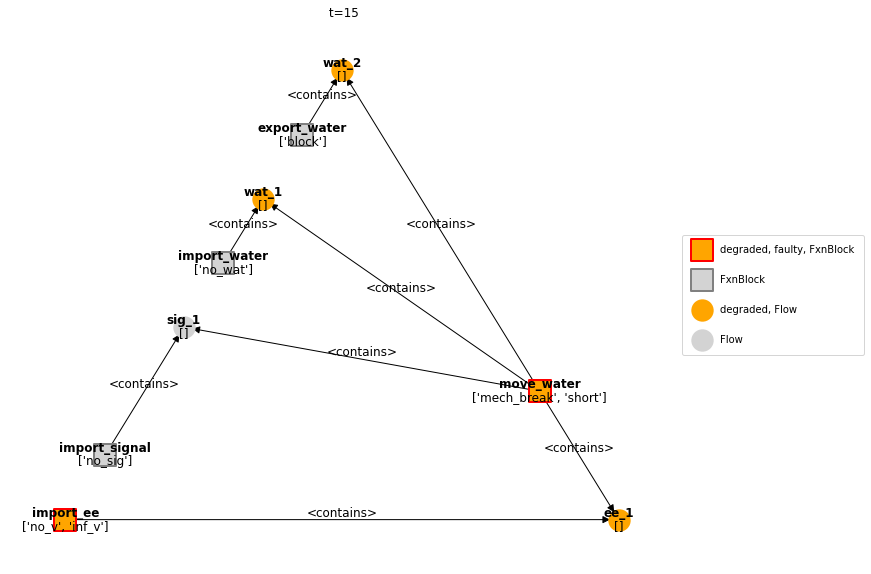 t=15
wat_2
[]
<contains>
export_water
['block']
wat_1
[]
<contains>
<contains>
import_water
['no_wat']
<contains>
sig_1
[]
<contains>
<contains>
move_water
['mech_break', 'short']
import_signal
['no_sig']
<contains>
import_ee
['no_v', 'inf_v']
<contains>
ee_1
[]
degraded, faulty, FxnBlock
FxnBlock
degraded, Flow
Flow